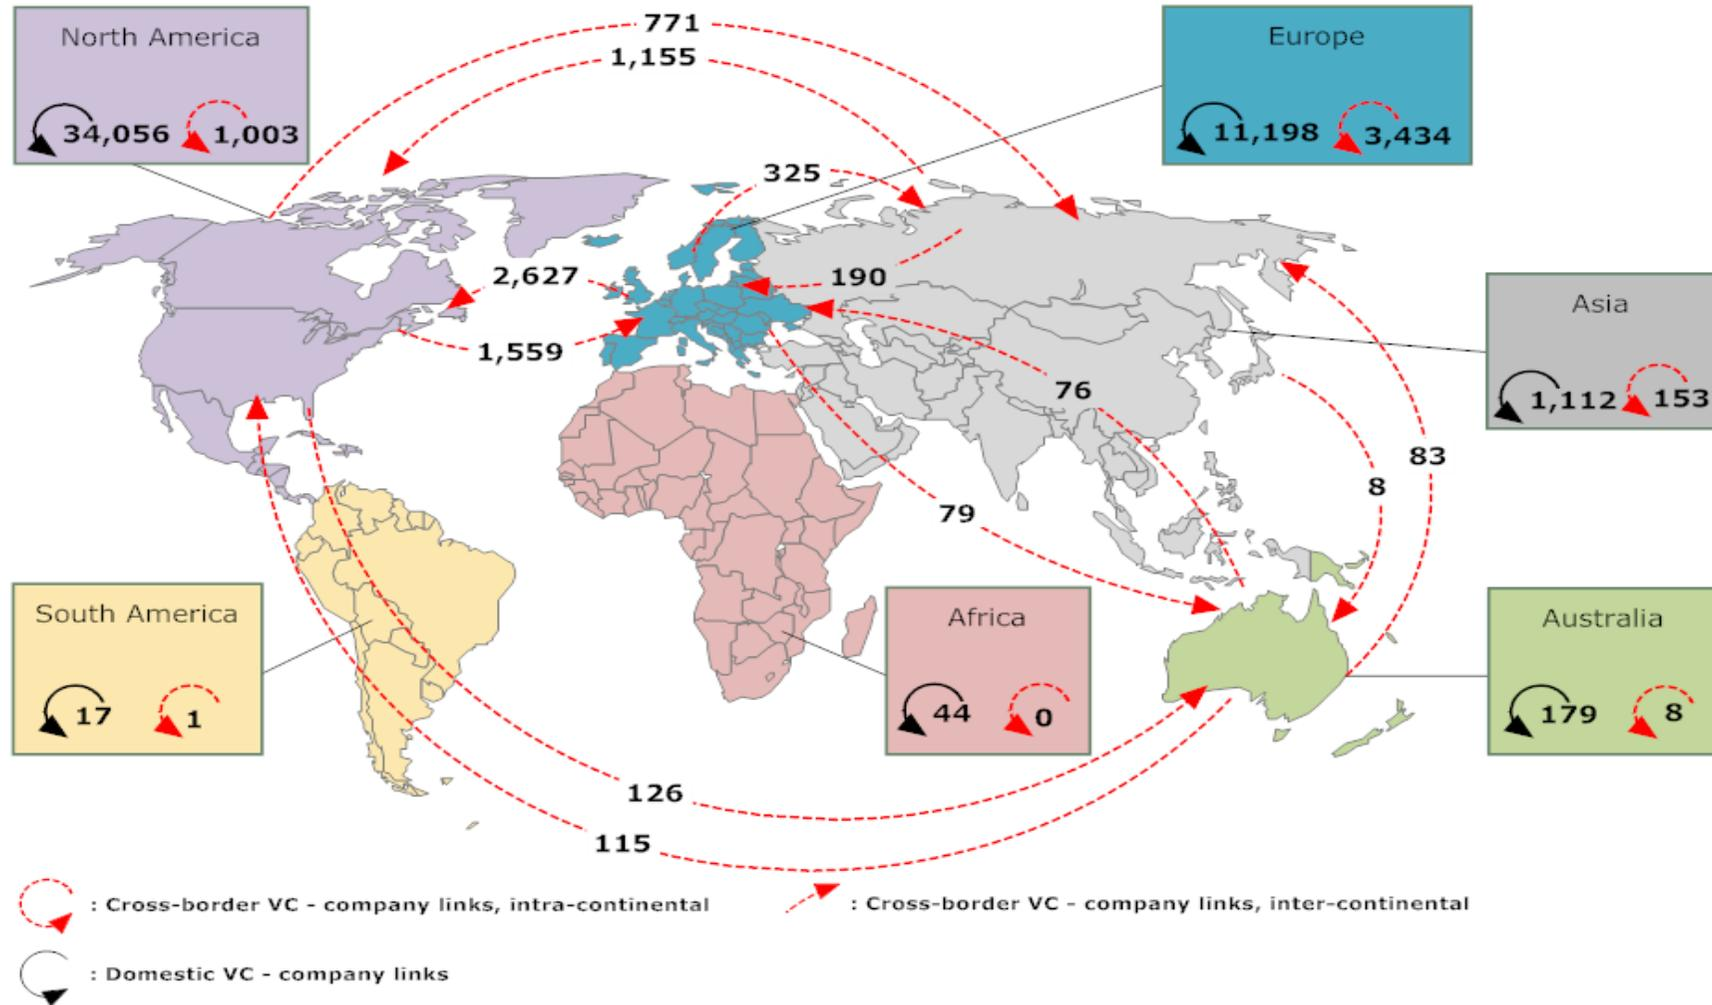 771
1,155
North America
34,056 1,003
Europe
11,198 3,434
325
2,627
190
1,559
Asia
1,112 153
76
83
8
79
South America
17 1
Africa
44 0
Australia
179 8
126
115
: Cross-border VC - company links, intra-continental
: Cross-border VC - company links, inter-continental
: Domestic VC - company links